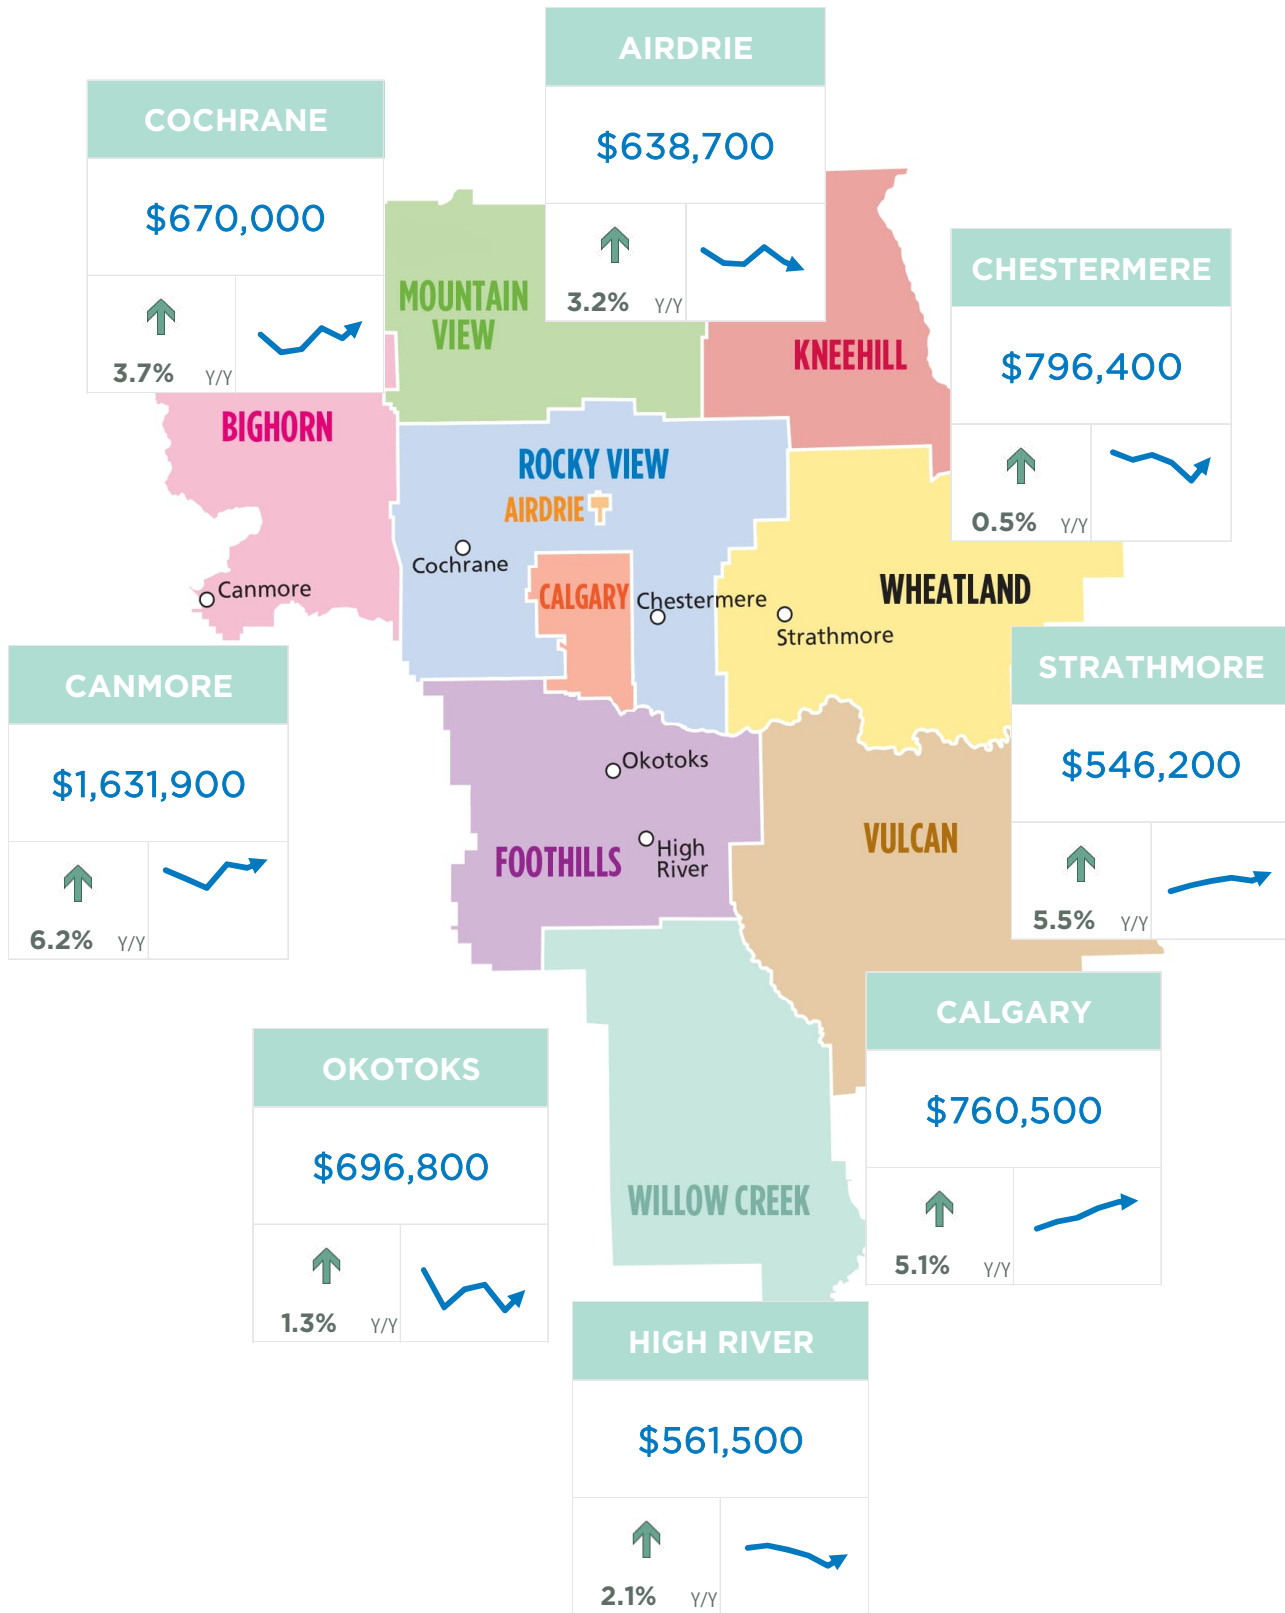 AIRDRIE
$638,700
3.2% Y/Y
COCHRANE
$670,000
3.7% Y/Y
CHESTERMERE
$796,400
0.5% Y/Y
MOUNTAIN
VIEW
KNEEHILL
BIGHORN
ROCKY VIEW
AIRDRIE
Cochrane
Canmore
CALGARY
Chestermere
WHEATLAND
Strathmore
CANMORE
$1,631,900
6.2% Y/Y
STRATHMORE
$546,200
5.5% Y/Y
Okotoks
High
River
FOOTHILLS
VULCAN
OKOTOKS
$696,800
1.3% Y/Y
CALGARY
$760,500
5.1% Y/Y
WILLOW CREEK
HIGH RIVER
$561,500
2.1% Y/Y